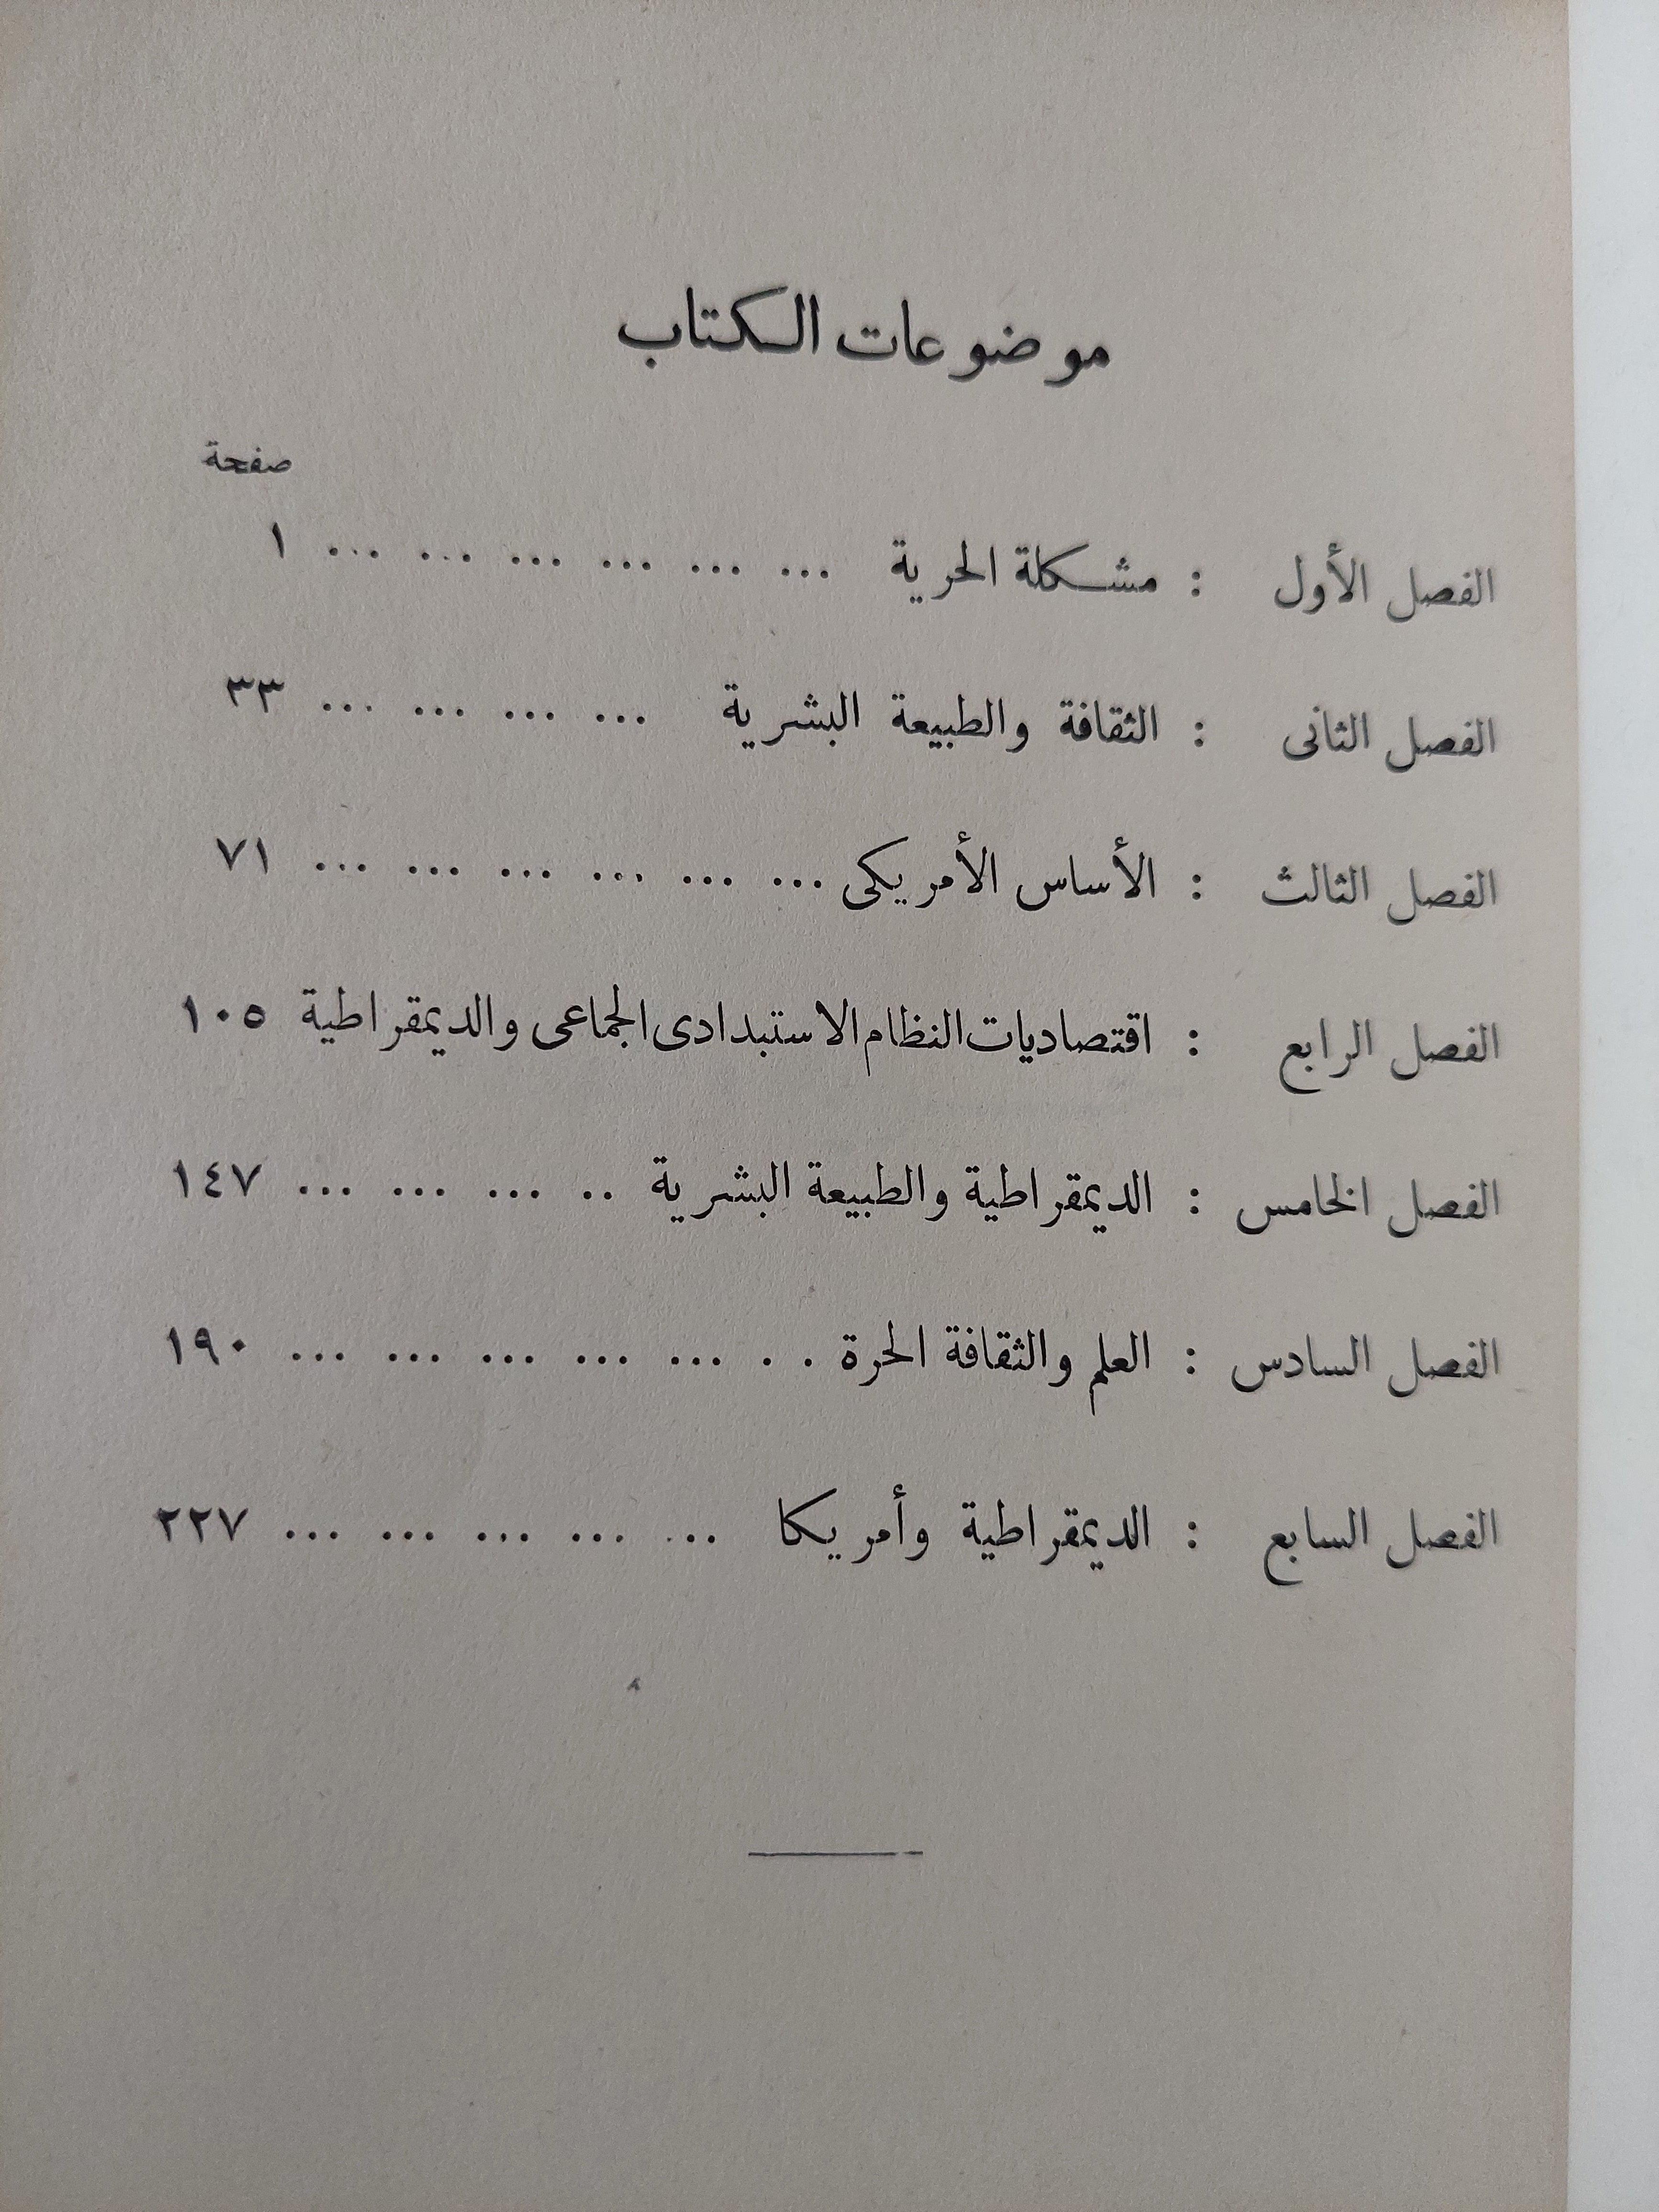 موضوعات الكتاب
صفحة
الفصل الأول : مشكلة الحرية ... ... ... ... ... ... ١
الفصل الثانى : الثقافة والطبيعة البشرية ... ... ... ... ٣٣
الفصل الثالث : الأساس الأمريكى ... ... ... ... ... ... ٧١
الفصل الرابع : اقتصاديات النظام الاستبدادى الجماعى والديمقراطية ١٠٥
الفصل الخامس : الديمقراطية والطبيعة البشرية .. ... ... ... ١٤٧
الفصل السادس : العلم والثقافة الحرة . . ... ... ... ... ... ١٩٠
الفصل السابع : الديمقراطية وأمريكا ... ... ... ... ... ٢٢٧